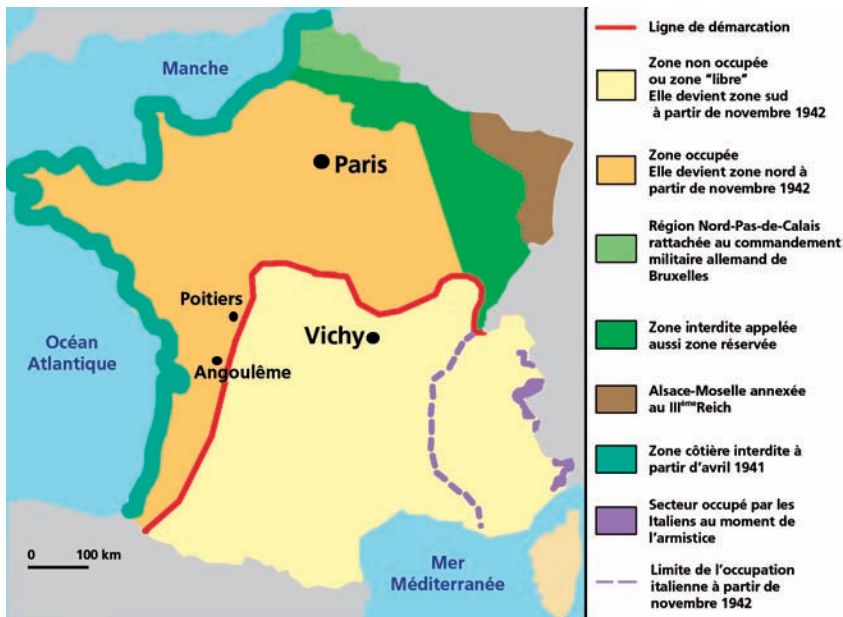 Manche
Paris
Poitiers
Vichy
Océan
Atlantique
Angoulême
0 100 km
Mer
Méditerranée
Ligne de démarcation
Zone non occupée
ou zone "libre"
Elle devient zone sud
à partir de novembre 1942
Zone occupée
Elle devient zone nord à
partir de novembre 1942
Région Nord-Pas-de-Calais
rattachée au commandement
militaire allemand de
Bruxelles
Zone interdite appelée
aussi zone réservée
Alsace-Moselle annexée
au IIIèmeReich
Zone côtière interdite à
partir d'avril 1941
Secteur occupé par les
Italiens au moment de
l'armistice
Limite de l'occupation
italienne à partir de
novembre 1942